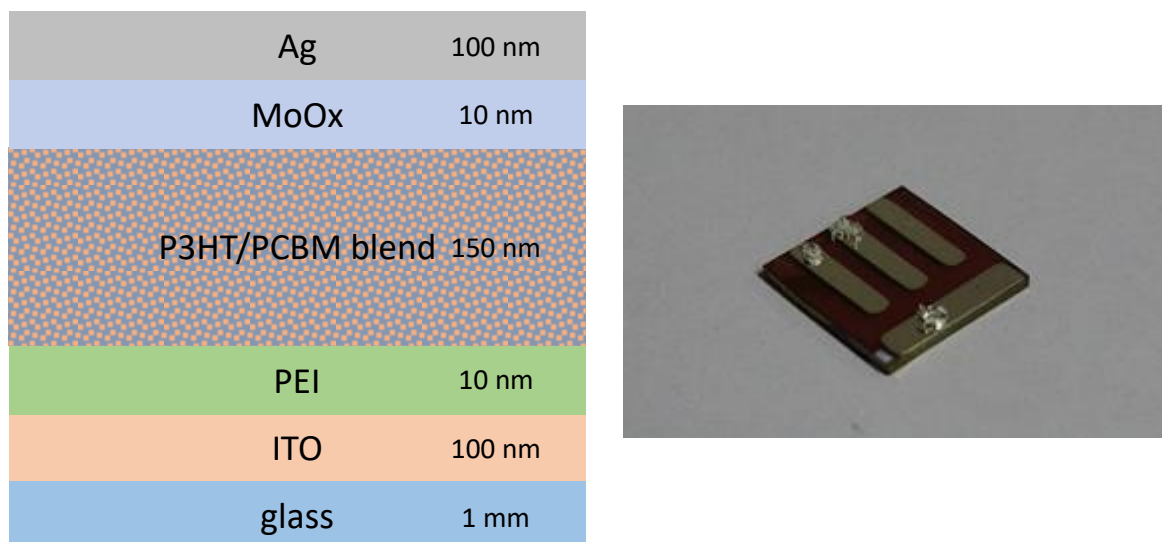 Ag 100 nm
MoOx 10 nm
P3HT/PCBM blend 150 nm
PEI 10 nm
ITO 100 nm
glass 1 mm